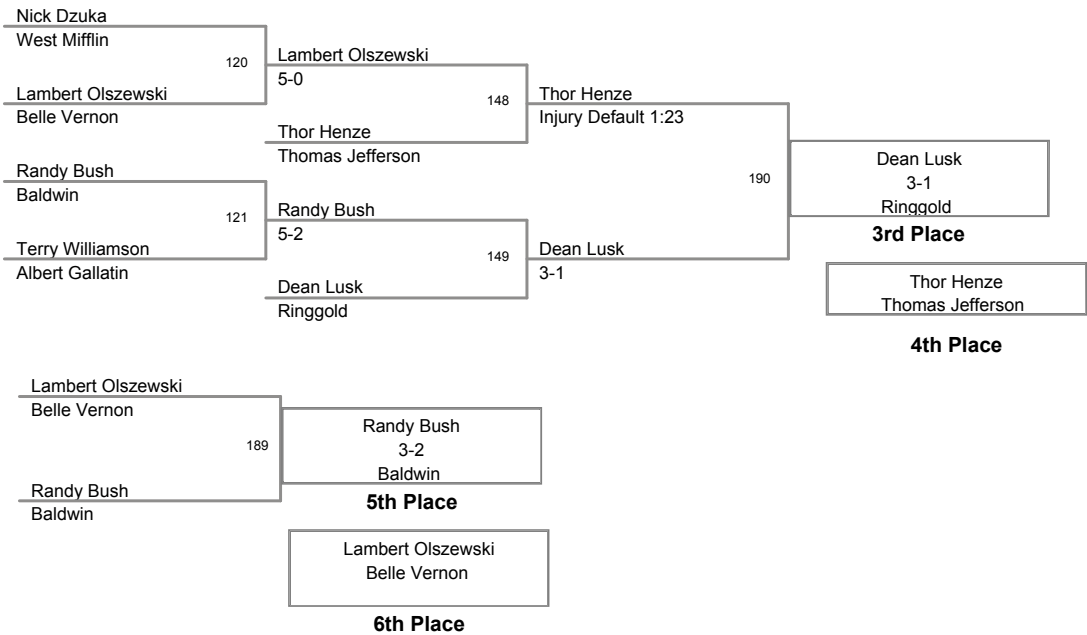 Nick Dzuka
West Mifflin
120
Lambert Olszewski
5-0
Lambert Olszewski
Belle Vernon
148
Thor Henze
Injury Default 1:23
Thor Henze
Thomas Jefferson
Randy Bush
Baldwin
190
Dean Lusk
3-1
Ringgold
3rd Place
121
Randy Bush
5-2
Terry Williamson
Albert Gallatin
149
Dean Lusk
3-1
Dean Lusk
Ringgold
Thor Henze
Thomas Jefferson
4th Place
Lambert Olszewski
Belle Vernon
189
Randy Bush
3-2
Baldwin
5th Place
Randy Bush
Baldwin
Lambert Olszewski
Belle Vernon
6th Place